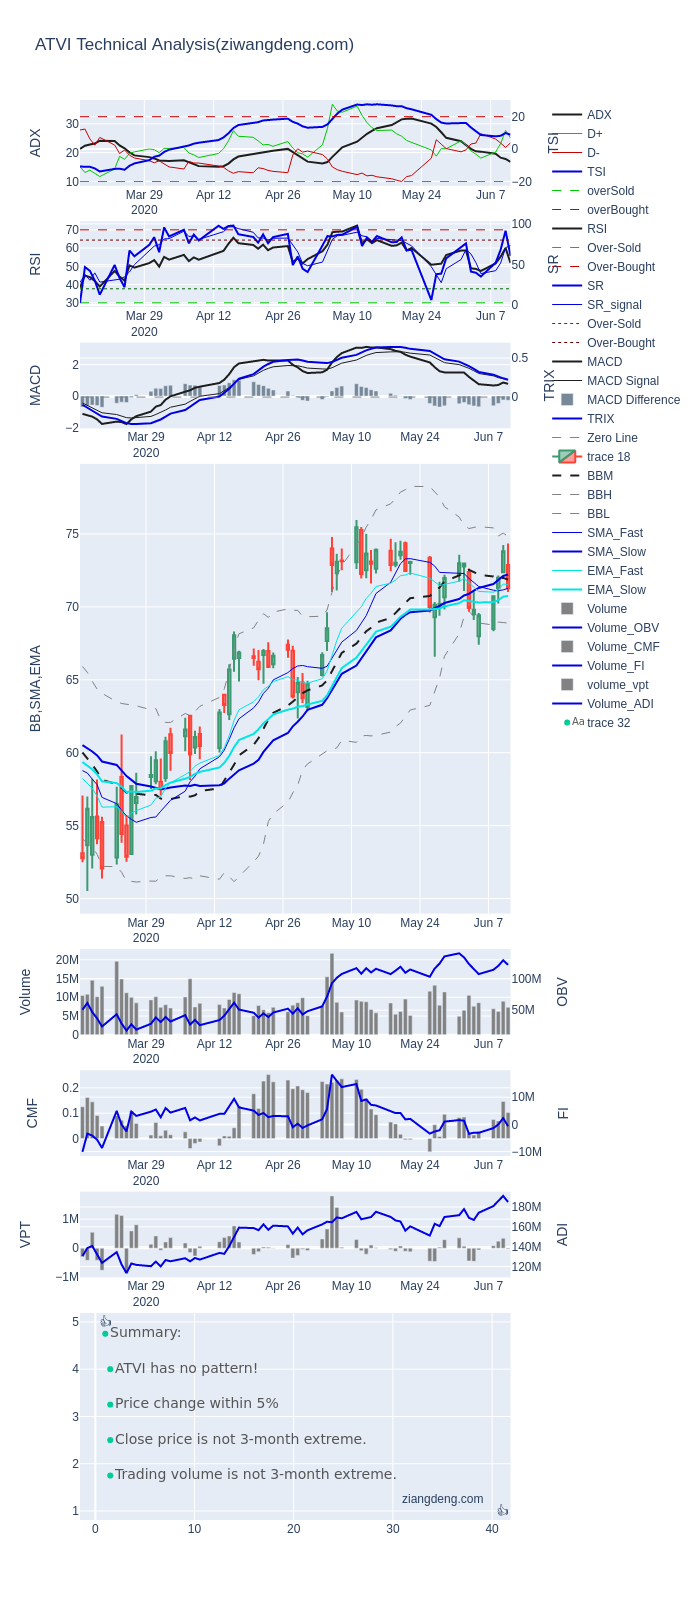 ATVI Technical Analysis(ziwangdeng.com)
ADX
30
20
10
20
0
−20
TSI
Mar 29
2020
Apr 12
Apr 26
May 10
May 24
Jun 7
RSI
70
60
50
40
30
100
50
0
SR
Mar 29
2020
Apr 12
Apr 26
May 10
May 24
Jun 7
MACD
2
0
−2
0.5
0
TRIX
Mar 29
2020
Apr 12
Apr 26
May 10
May 24
Jun 7
BB,SMA,EMA
75
70
65
60
55
50
Mar 29
2020
Apr 12
Apr 26
May 10
May 24
Jun 7
Volume
20M
15M
10M
5M
0
100M
50M
OBV
Mar 29
2020
Apr 12
Apr 26
May 10
May 24
Jun 7
CMF
0.2
0.1
0
10M
0
−10M
FI
Mar 29
2020
Apr 12
Apr 26
May 10
May 24
Jun 7
VPT
1M
0
−1M
180M
160M
140M
120M
ADI
Mar 29
2020
Apr 12
Apr 26
May 10
May 24
Jun 7
5
4
3
2
1
👍
Summary:
ATVI has no pattern!
Price change within 5%
Close price is not 3-month extreme.
Trading volume is not 3-month extreme.
ziangdeng.com
👍
0
10
20
30
40
ADX
D+
D-
TSI
overSold
overBought
RSI
Over-Sold
Over-Bought
SR
SR_signal
Over-Sold
Over-Bought
MACD
MACD Signal
MACD Difference
TRIX
Zero Line
trace 18
BBM
BBH
BBL
SMA_Fast
SMA_Slow
EMA_Fast
EMA_Slow
Volume
Volume_OBV
Volume_CMF
Volume_FI
volume_vpt
Volume_ADI
Aa trace 32